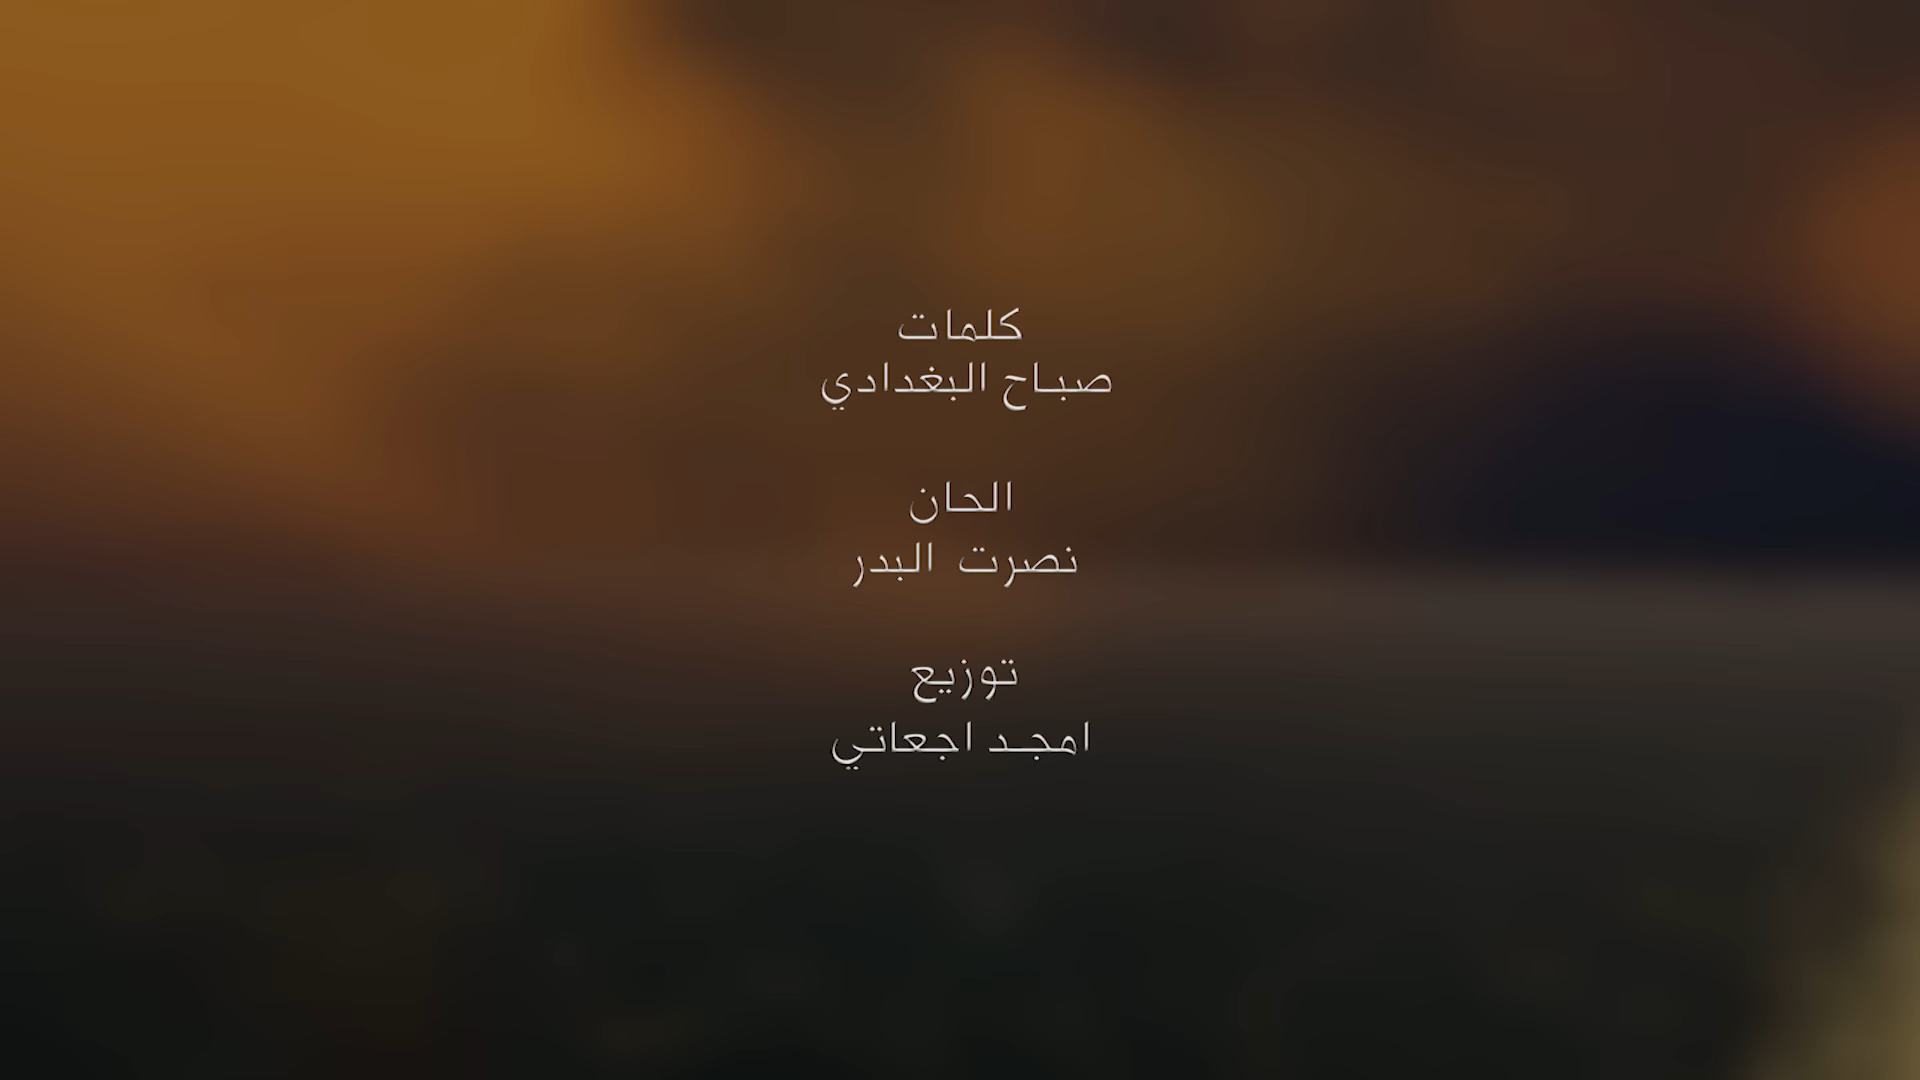 كلمات
صباح البغدادي
الحان
نصرت البدر
توزيع
امجد اجعاتي